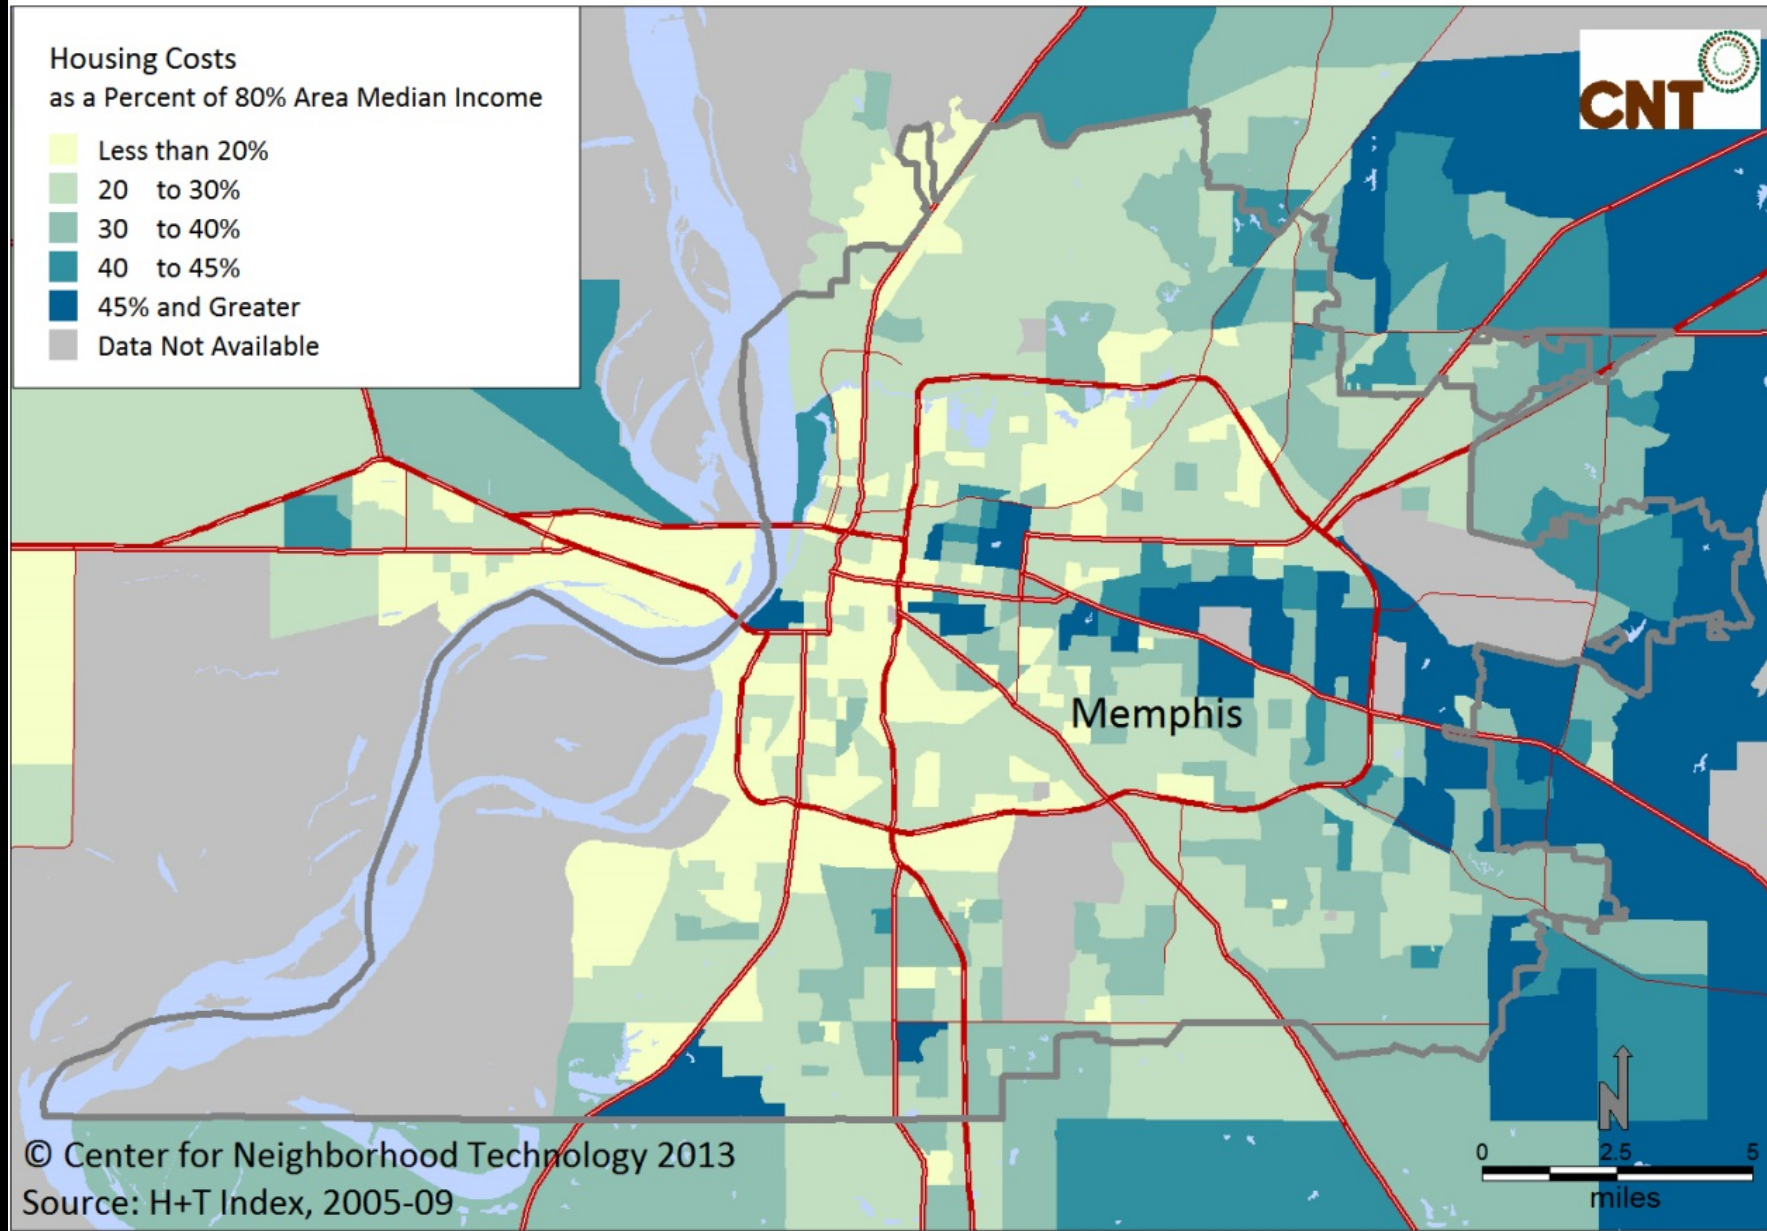 Housing Costs
as a Percent of 80% Area Median Income
Less than 20%
20 to 30%
30 to 40%
40 to 45%
45% and Greater
Data Not Available
CNT
Memphis
© Center for Neighborhood Technology 2013
Source: H+T Index, 2005-09
N
0 2.5 5
miles